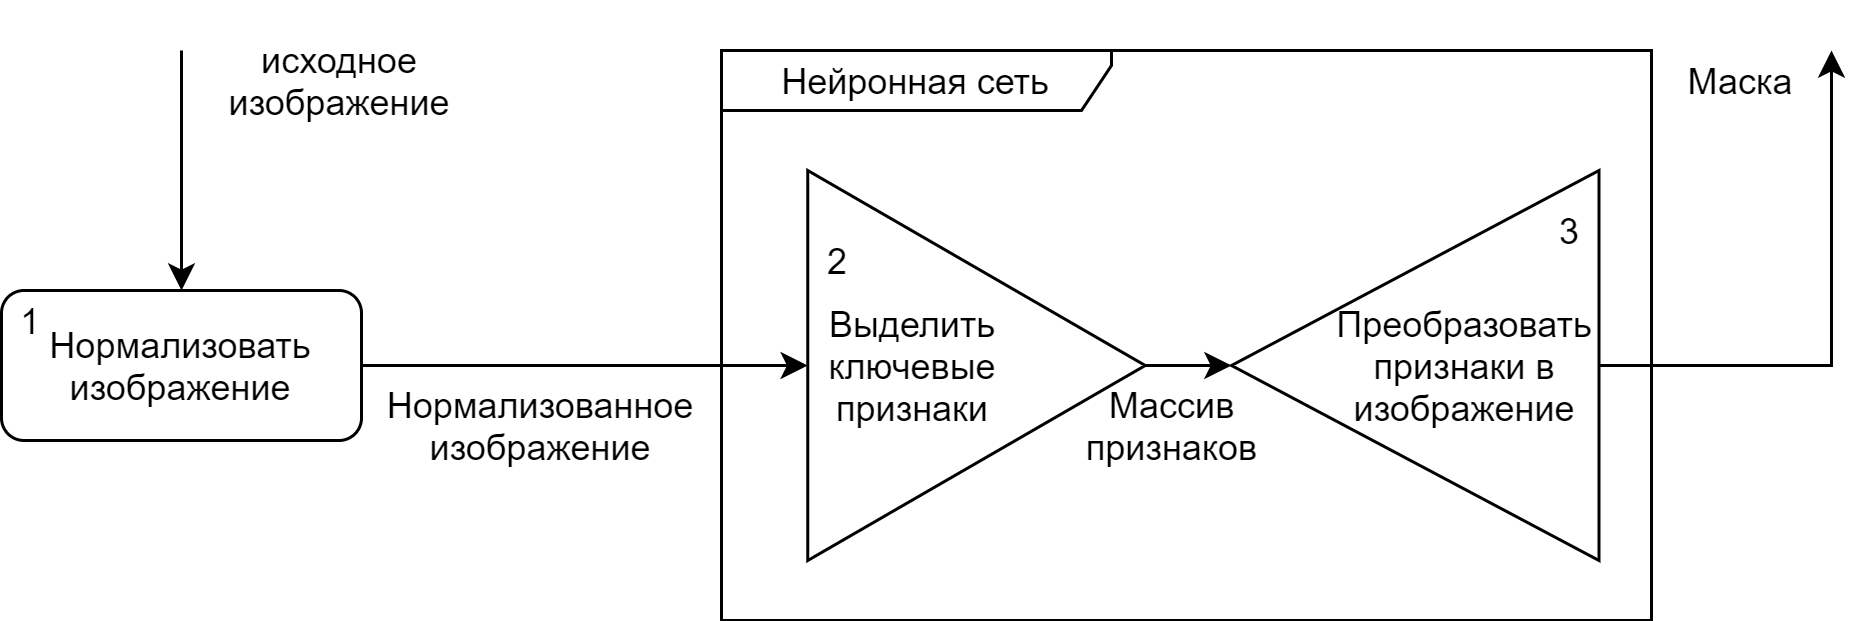 исходное
изображение
Нейронная сеть
Маска
1
Нормализовать
изображение
Нормализованное
изображение
2
Выделить
ключевые
признаки
Массив
признаков
3
Преобразовать
признаки в
изображение